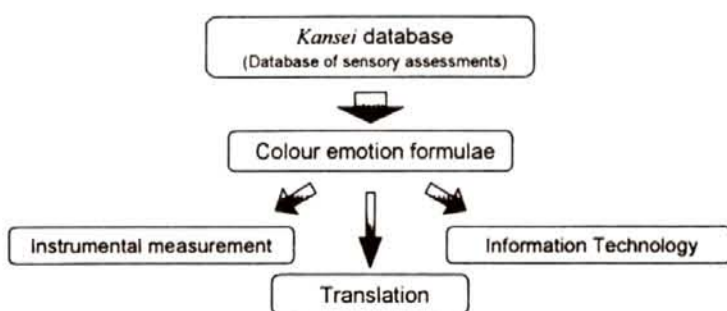 Kansei database
(Database of sensory assessments)
Colour emotion formulae
Instrumental measurement
Information Technology
Translation